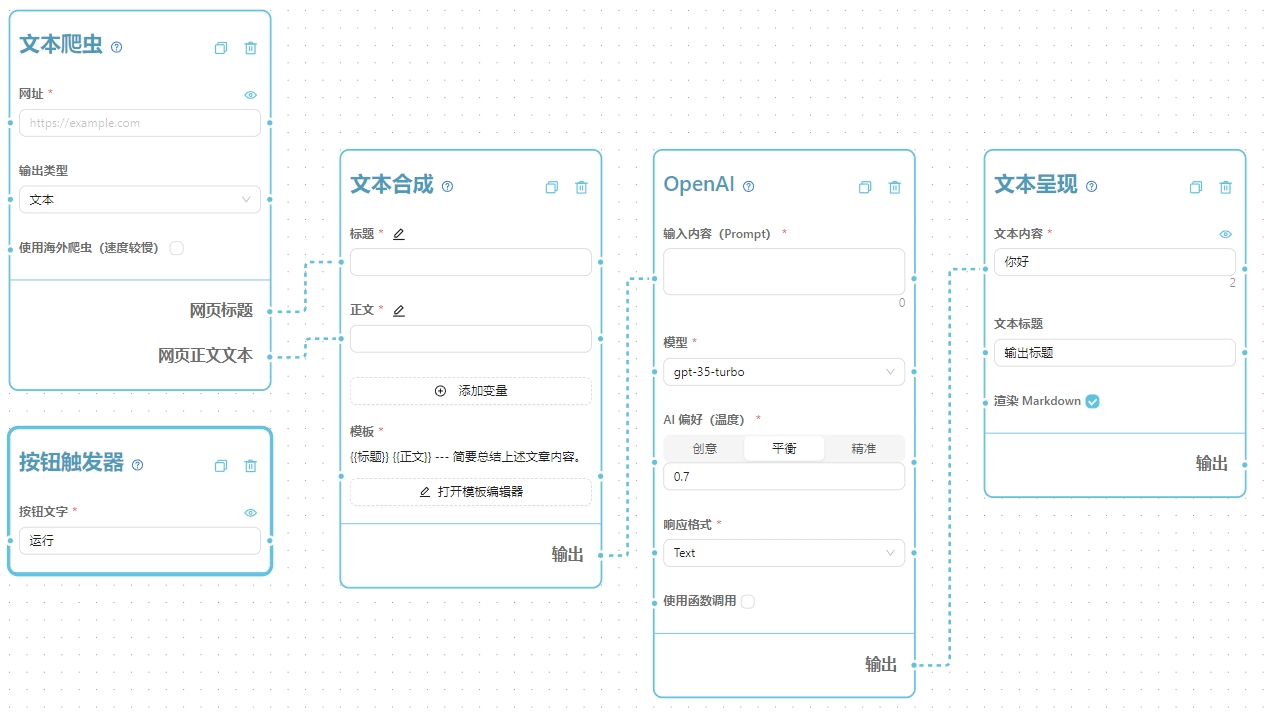 文本爬虫
网址 *
https://example.com
输出类型
文本
使用海外爬虫（速度较慢）
网页标题
网页正文文本
按钮触发器
按钮文字 *
运行
文本合成
标题 *
正文 *
添加变量
模板 *
{{标题}} {{正文}} --- 简要总结上述文章内容。
打开模板编辑器
输出
OpenAI
输入内容（Prompt） *
0
模型 *
gpt-35-turbo
AI 偏好（温度） *
创意 平衡 精准
0.7
响应格式 *
Text
使用函数调用
输出
文本呈现
文本内容 *
你好
2
文本标题
输出标题
渲染 Markdown
输出